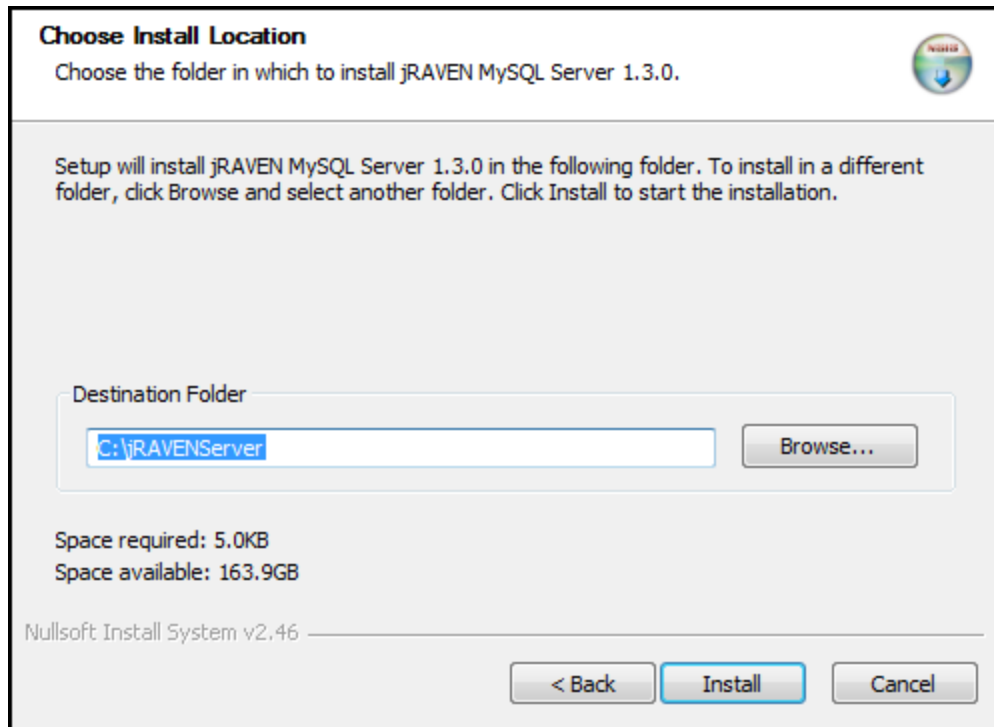 Choose Install Location
Choose the folder in which to install jRAVEN MySQL Server 1.3.0.
Setup will install jRAVEN MySQL Server 1.3.0 in the following folder. To install in a different
folder, click Browse and select another folder. Click Install to start the installation.
Destination Folder
C:\jRAVENServer
Browse...
Space required: 5.0KB
Space available: 163.9GB
Nullsoft Install System v2.46
< Back
Install
Cancel